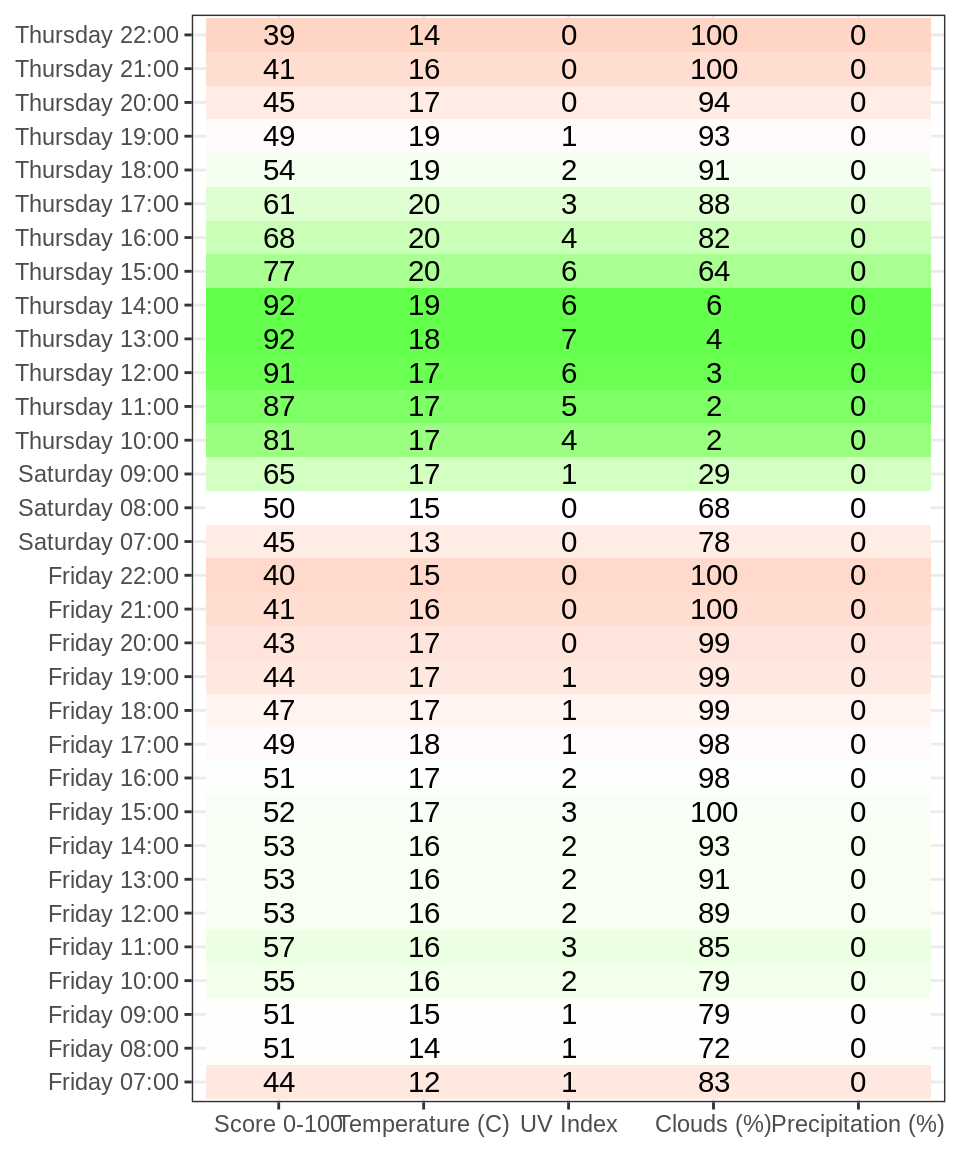 Thursday 22:00 39 14 0 100 0
Thursday 21:00 41 16 0 100 0
Thursday 20:00 45 17 0 94 0
Thursday 19:00 49 19 1 93 0
Thursday 18:00 54 19 2 91 0
Thursday 17:00 61 20 3 88 0
Thursday 16:00 68 20 4 82 0
Thursday 15:00 77 20 6 64 0
Thursday 14:00 92 19 6 6 0
Thursday 13:00 92 18 7 4 0
Thursday 12:00 91 17 6 3 0
Thursday 11:00 87 17 5 2 0
Thursday 10:00 81 17 4 2 0
Saturday 09:00 65 17 1 29 0
Saturday 08:00 50 15 0 68 0
Saturday 07:00 45 13 0 78 0
Friday 22:00 40 15 0 100 0
Friday 21:00 41 16 0 100 0
Friday 20:00 43 17 0 99 0
Friday 19:00 44 17 1 99 0
Friday 18:00 47 17 1 99 0
Friday 17:00 49 18 1 98 0
Friday 16:00 51 17 2 98 0
Friday 15:00 52 17 3 100 0
Friday 14:00 53 16 2 93 0
Friday 13:00 53 16 2 91 0
Friday 12:00 53 16 2 89 0
Friday 11:00 57 16 3 85 0
Friday 10:00 55 16 2 79 0
Friday 09:00 51 15 1 79 0
Friday 08:00 51 14 1 72 0
Friday 07:00 44 12 1 83 0
Score 0-100 Temperature (C) UV Index Clouds (%) Precipitation (%)